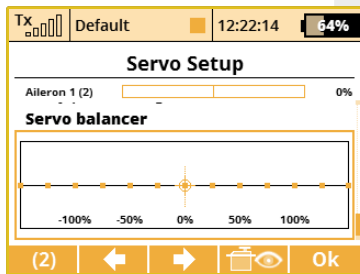 Tx Default 12:22:14 64%
Servo Setup
Aileron 1 (2) 0%
Servo balancer
-100% -50% 0% 50% 100%
(2) Ok